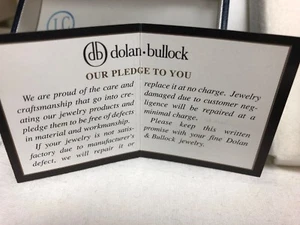 LG
db dolan·bullock
OUR PLEDGE TO YOU
We are proud of the care and
craftsmanship that go into cre-
ating our jewelry products and
pledge them to be free of defects
in material and workmanship.
If your jewelry is not satis-
factory due to manufacturer's
defect, we will repair it or
replace it at no charge. Jewelry
damaged due to customer neg-
ligence will be repaired at a
minimal charge.
Please keep this written
promise with your fine Dolan
& Bullock jewelry.